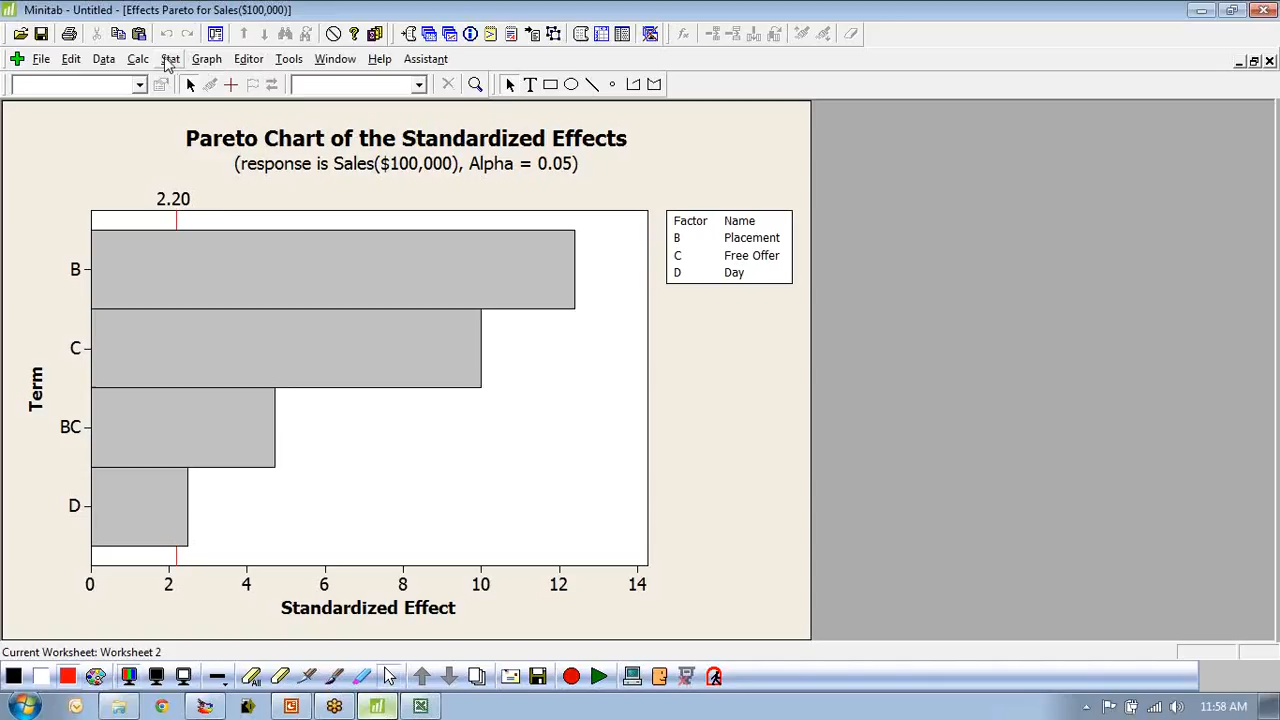 Minitab - Untitled - [Effects Pareto for Sales($100,000)]
File Edit Data Calc Stat Graph Editor Tools Window Help Assistant
Pareto Chart of the Standardized Effects
(response is Sales($100,000), Alpha = 0.05)
2.20
Factor Name
B Placement
C Free Offer
D Day
B
C
BC
D
Term
0 2 4 6 8 10 12 14
Standardized Effect
Current Worksheet: Worksheet 2
11:58 AM